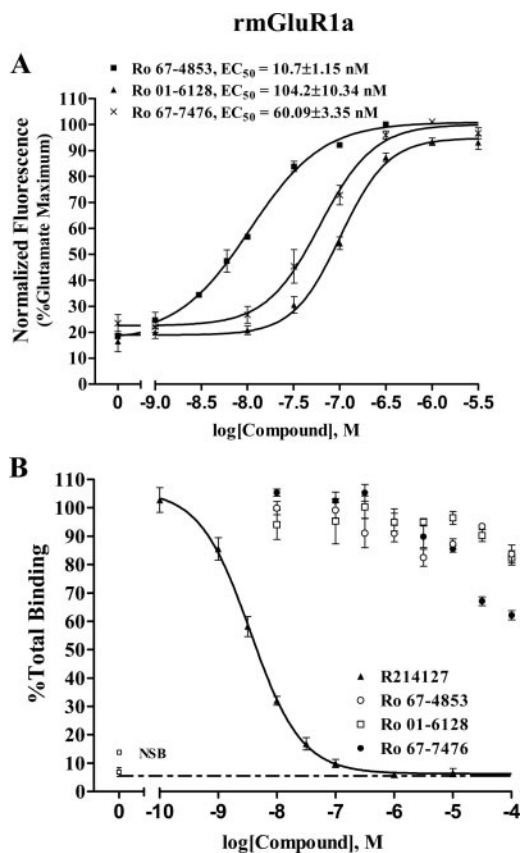 rmGluR1a
A
Ro 67-4853, EC50 = 10.7±1.15 nM
Ro 01-6128, EC50 = 104.2±10.34 nM
Ro 67-7476, EC50 = 60.09±3.35 nM
Normalized Fluorescence
(%Glutamate Maximum)
110
100
90
80
70
60
50
40
30
20
10
0
0 -9.0 -8.5 -8.0 -7.5 -7.0 -6.5 -6.0 -5.5
log[Compound], M
B
%Total Binding
110
100
90
80
70
60
50
40
30
20
10
0
R214127
Ro 67-4853
Ro 01-6128
Ro 67-7476
NSB
0 -10 -9 -8 -7 -6 -5 -4
log[Compound], M